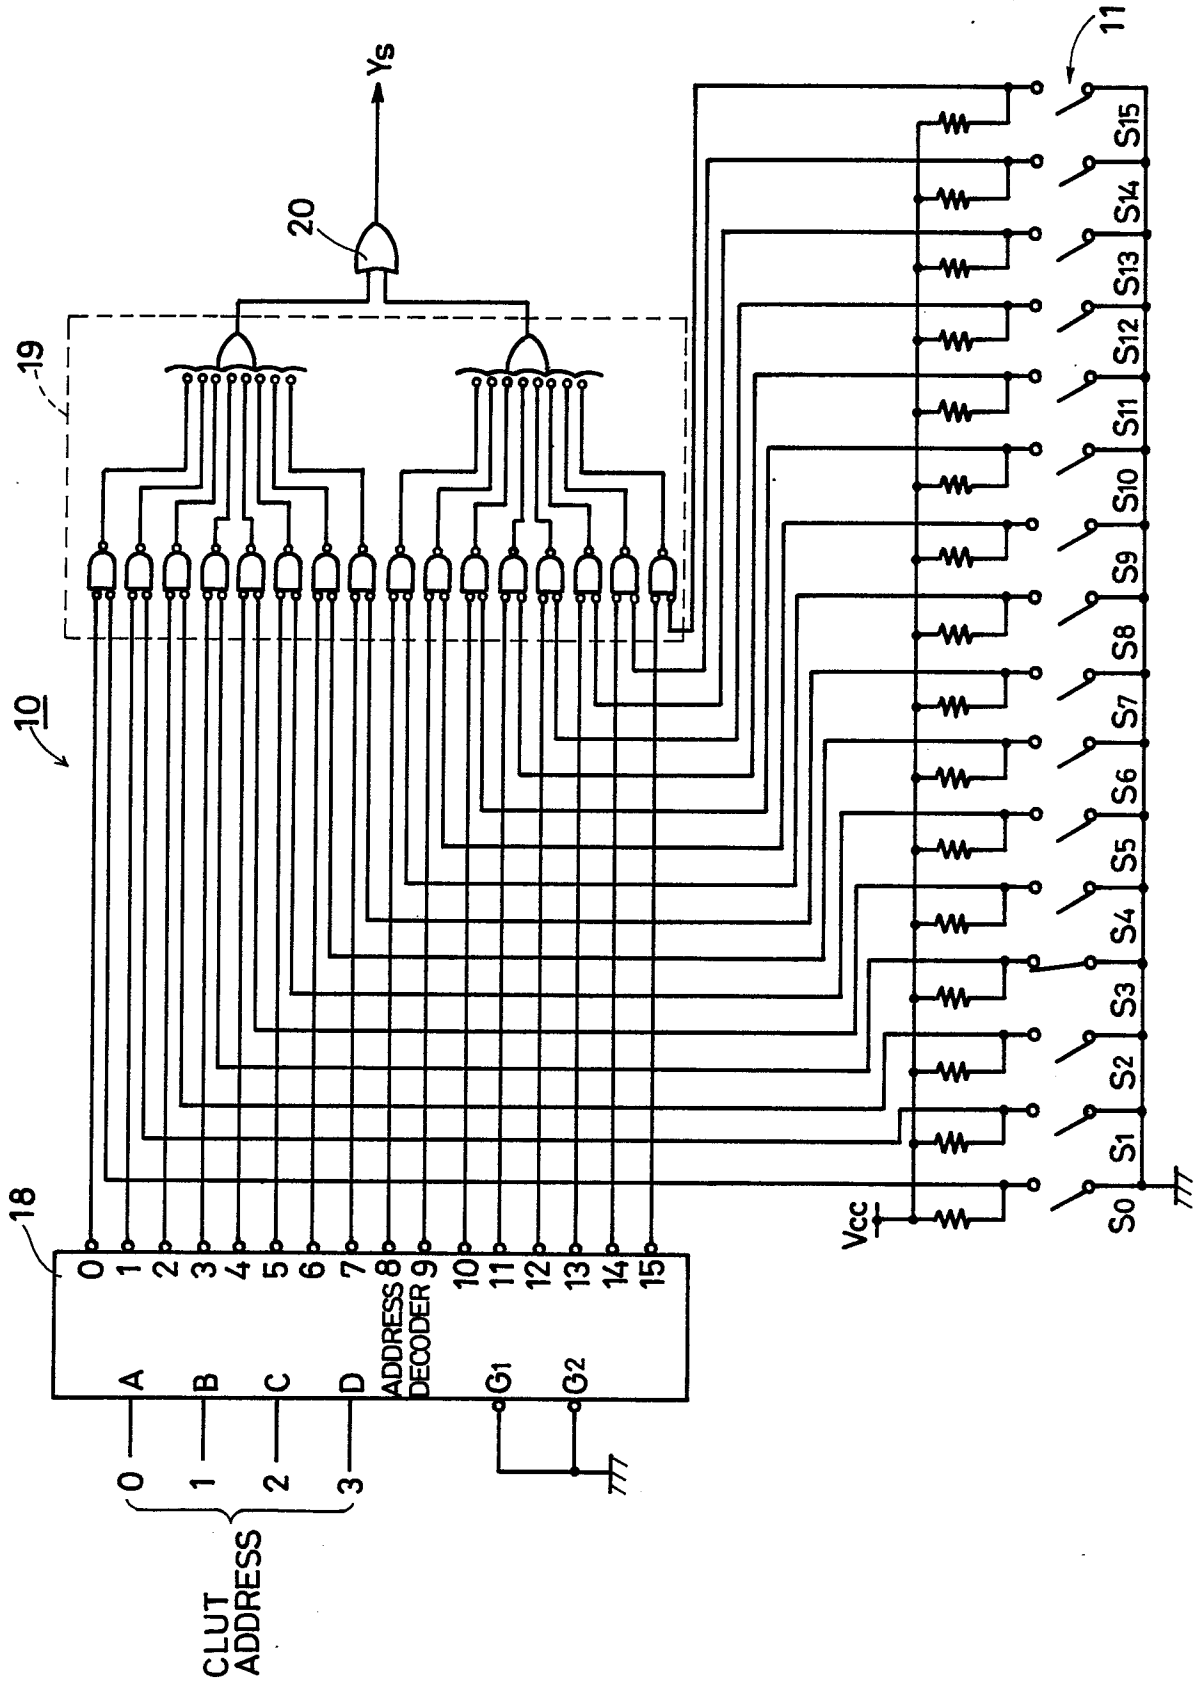 10
18
19
20
11
CLUT
ADDRESS
0
1
2
3
A
B
C
D
G1
G2
ADDRESS
DECODER
0
1
2
3
4
5
6
7
8
9
10
11
12
13
14
15
Ys
Vcc
S0
S1
S2
S3
S4
S5
S6
S7
S8
S9
S10
S11
S12
S13
S14
S15